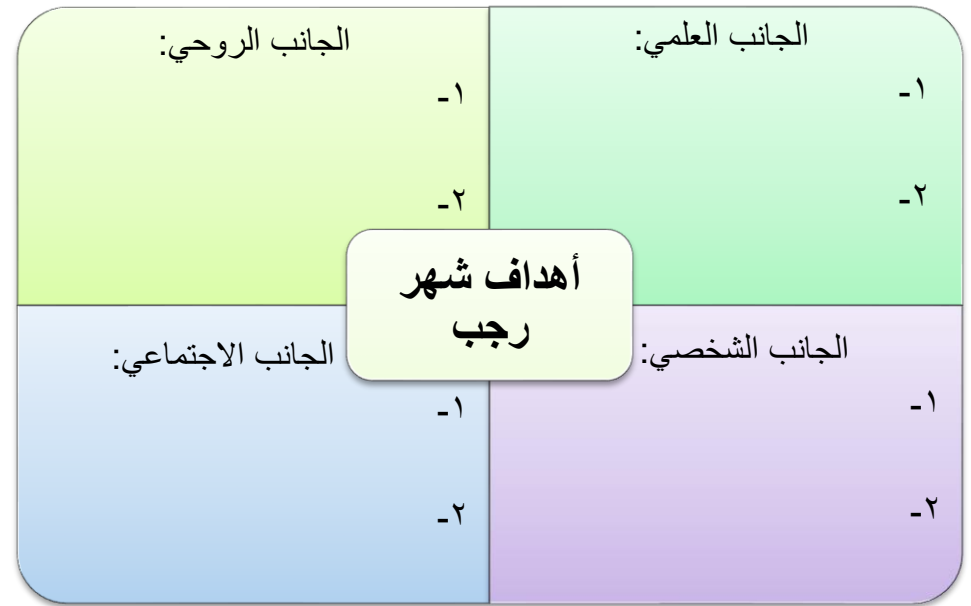 الجانب العلمي:
١-
٢-
الجانب الروحي:
١-
٢-
أهداف شهر
رجب
الجانب الشخصي:
١-
٢-
الجانب الاجتماعي:
١-
٢-